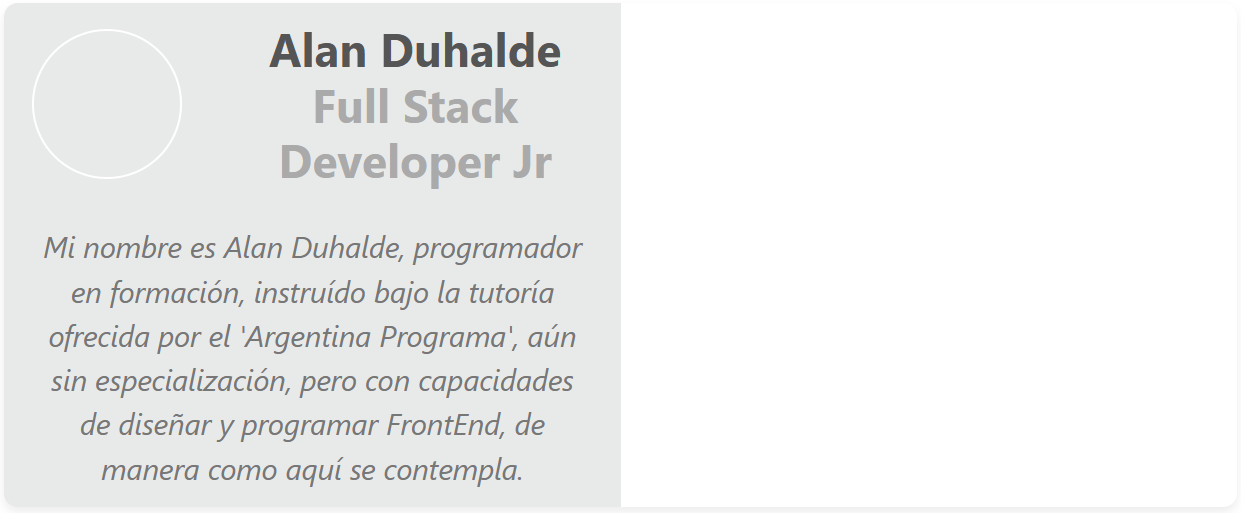 Alan Duhalde
Full Stack
Developer Jr
Mi nombre es Alan Duhalde, programador
en formación, instruído bajo la tutoría
ofrecida por el 'Argentina Programa', aún
sin especialización, pero con capacidades
de diseñar y programar FrontEnd, de
manera como aquí se contempla.